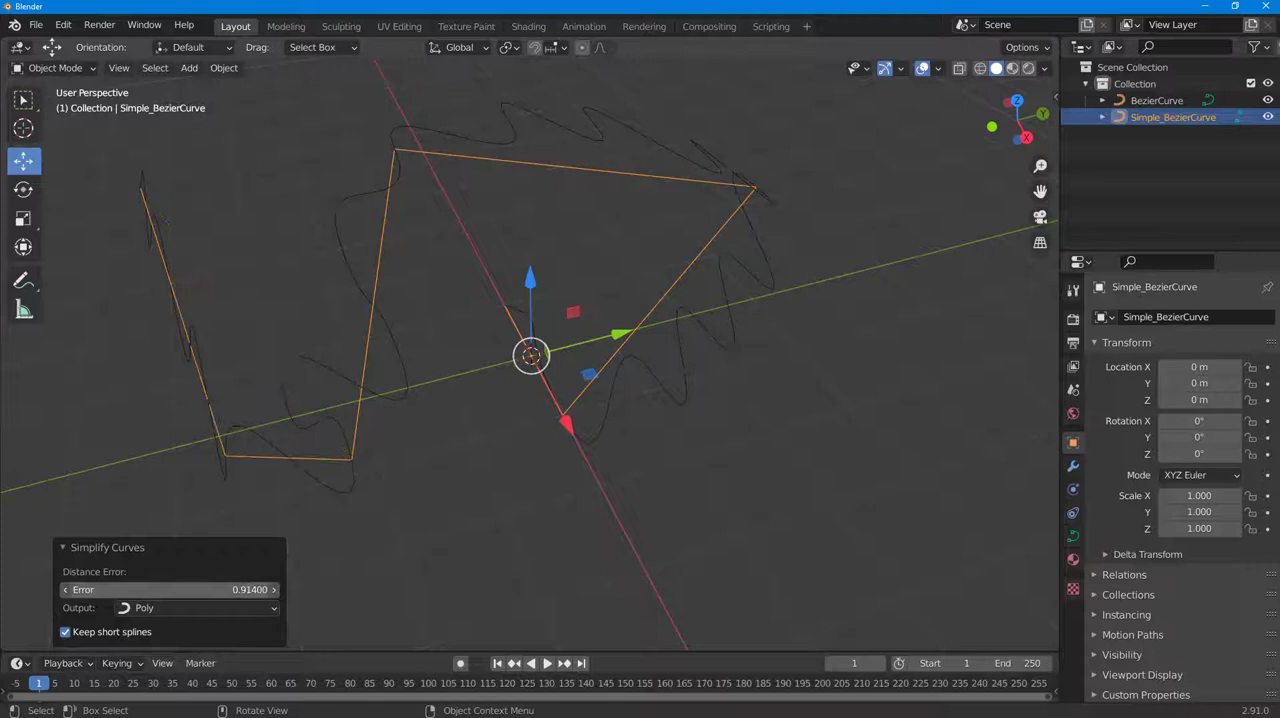 Blender
File Edit Render Window Help Layout Modeling Sculpting UV Editing Texture Paint Shading Animation Rendering Compositing Scripting + Scene View Layer
Orientation: Default Drag: Select Box Global Options
Object Mode View Select Add Object
User Perspective
(1) Collection | Simple_BezierCurve
Z
Y
X
Scene Collection
Collection
BezierCurve
Simple_BezierCurve
Simple_BezierCurve
Simple_BezierCurve
Transform
Location X 0 m
Y 0 m
Z 0 m
Rotation X 0°
Y 0°
Z 0°
Mode XYZ Euler
Scale X 1.000
Y 1.000
Z 1.000
Delta Transform
Relations
Collections
Instancing
Motion Paths
Visibility
Viewport Display
Custom Properties
Simplify Curves
Distance Error:
Error 0.91400
Output: Poly
Keep short splines
Playback Keying View Marker 1 Start 1 End 250
-5 1 5 10 15 20 25 30 35 40 45 50 55 60 65 70 75 80 85 90 95 100 105 110 115 120 125 130 135 140 145 150 155 160 165 170 175 180 185 190 195 200 205 210 215 220 225 230 235 240 245 250 255
Select Box Select Rotate View Object Context Menu 2.91.0